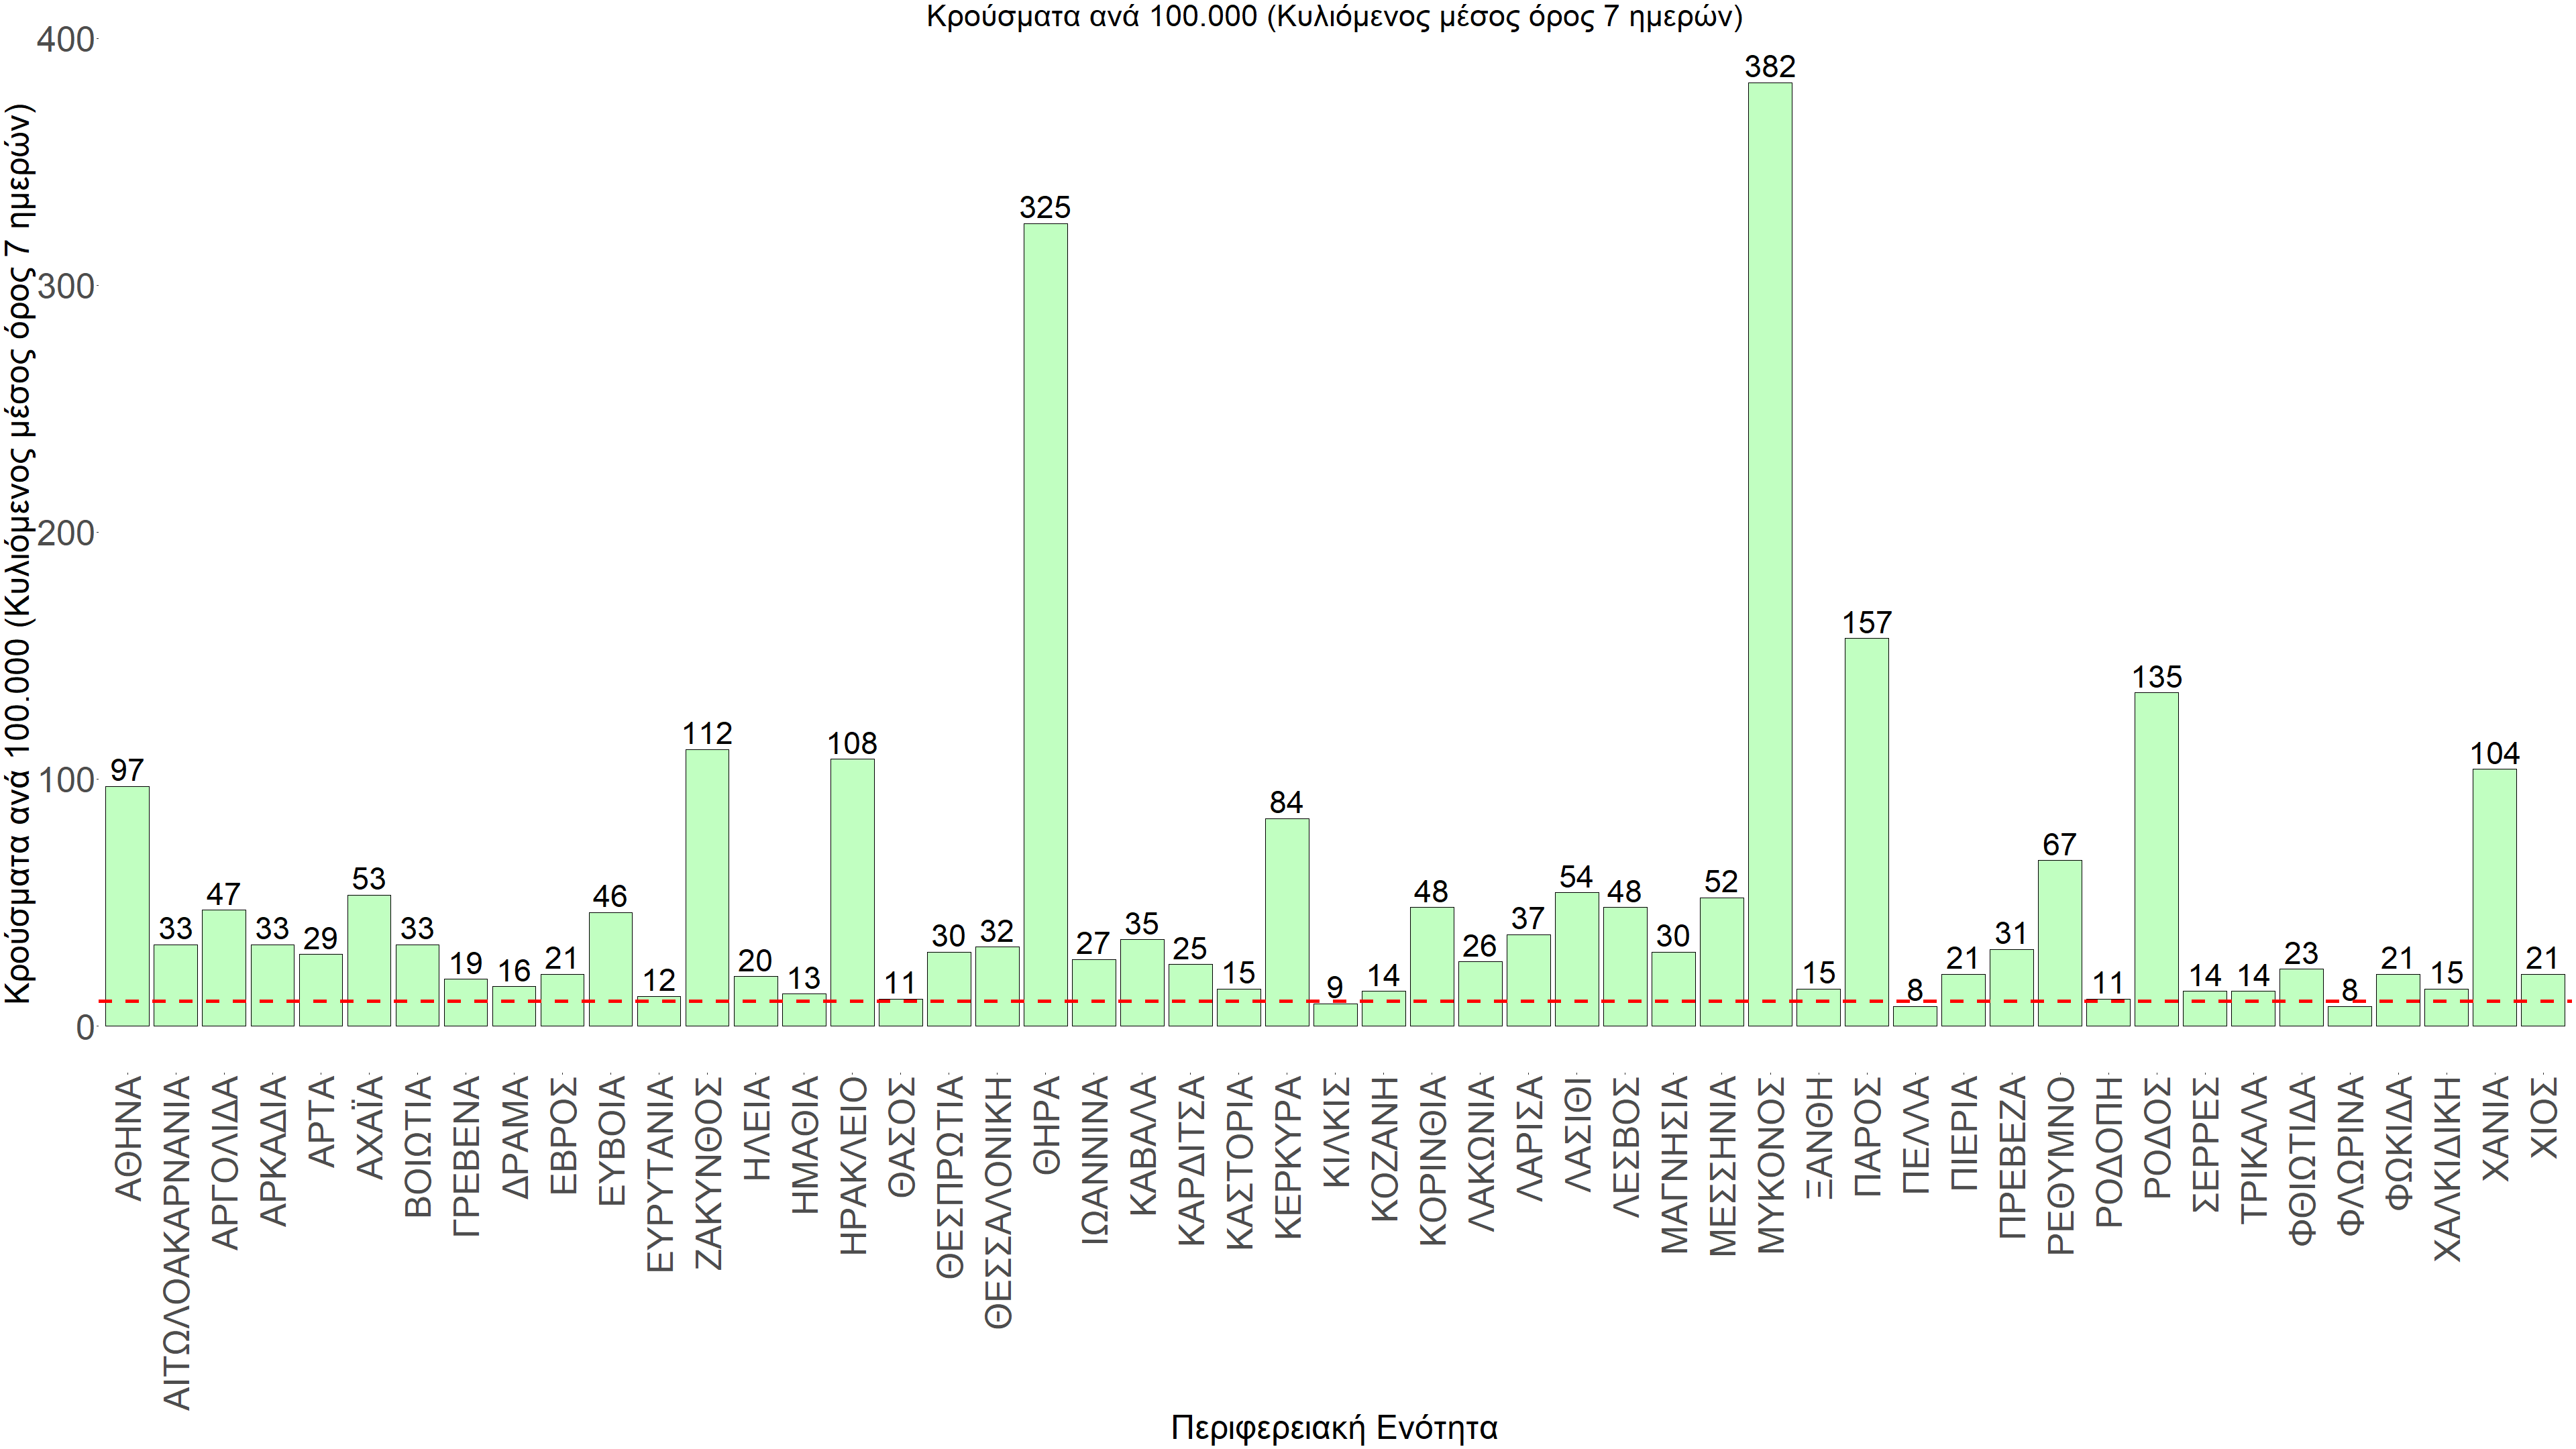 Κρούσματα ανά 100.000 (Κυλιόμενος μέσος όρος 7 ημερών)
Κρούσματα ανά 100.000 (Κυλιόμενος μέσος όρος 7 ημερών)
400
300
200
100
0
97
33
47
33
29
53
33
19
16
21
46
12
112
20
13
108
11
30
32
325
27
35
25
15
84
9
14
48
26
37
54
48
30
52
382
15
157
8
21
31
67
11
135
14
14
23
8
21
15
104
21
ΑΘΗΝΑ
ΑΙΤΩΛΟΑΚΑΡΝΑΝΙΑ
ΑΡΓΟΛΙΔΑ
ΑΡΚΑΔΙΑ
ΑΡΤΑ
ΑΧΑΪΑ
ΒΟΙΩΤΙΑ
ΓΡΕΒΕΝΑ
ΔΡΑΜΑ
ΕΒΡΟΣ
ΕΥΒΟΙΑ
ΕΥΡΥΤΑΝΙΑ
ΖΑΚΥΝΘΟΣ
ΗΛΕΙΑ
ΗΜΑΘΙΑ
ΗΡΑΚΛΕΙΟ
ΘΑΣΟΣ
ΘΕΣΠΡΩΤΙΑ
ΘΕΣΣΑΛΟΝΙΚΗ
ΘΗΡΑ
ΙΩΑΝΝΙΝΑ
ΚΑΒΑΛΑ
ΚΑΡΔΙΤΣΑ
ΚΑΣΤΟΡΙΑ
ΚΕΡΚΥΡΑ
ΚΙΛΚΙΣ
ΚΟΖΑΝΗ
ΚΟΡΙΝΘΙΑ
ΛΑΚΩΝΙΑ
ΛΑΡΙΣΑ
ΛΑΣΙΘΙ
ΛΕΣΒΟΣ
ΜΑΓΝΗΣΙΑ
ΜΕΣΣΗΝΙΑ
ΜΥΚΟΝΟΣ
ΞΑΝΘΗ
ΠΑΡΟΣ
ΠΕΛΛΑ
ΠΙΕΡΙΑ
ΠΡΕΒΕΖΑ
ΡΕΘΥΜΝΟ
ΡΟΔΟΠΗ
ΡΟΔΟΣ
ΣΕΡΡΕΣ
ΤΡΙΚΑΛΑ
ΦΘΙΩΤΙΔΑ
ΦΛΩΡΙΝΑ
ΦΩΚΙΔΑ
ΧΑΛΚΙΔΙΚΗ
ΧΑΝΙΑ
ΧΙΟΣ
Περιφερειακή Ενότητα